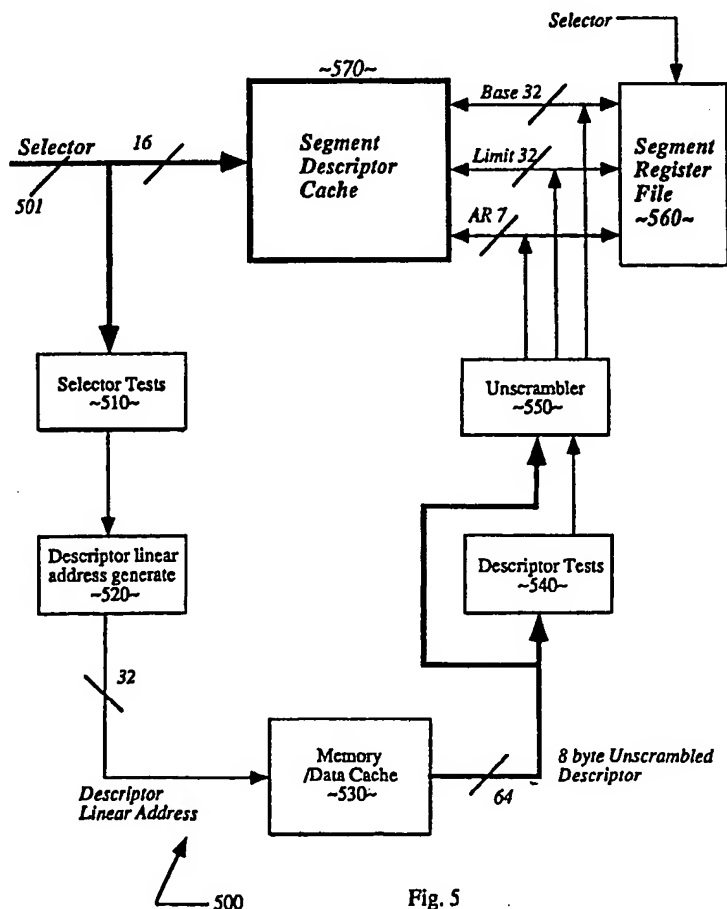 Selector
~570~
Base 32
Segment
Descriptor
Cache
Limit 32
AR 7
Segment
Register
File
~560~
Selector
16
501
Selector Tests
~510~
Unscrambler
~550~
Descriptor linear
address generate
~520~
Descriptor Tests
~540~
32
Memory
/Data Cache
~530~
64
8 byte Unscrambled
Descriptor
Descriptor
Linear Address
500
Fig. 5